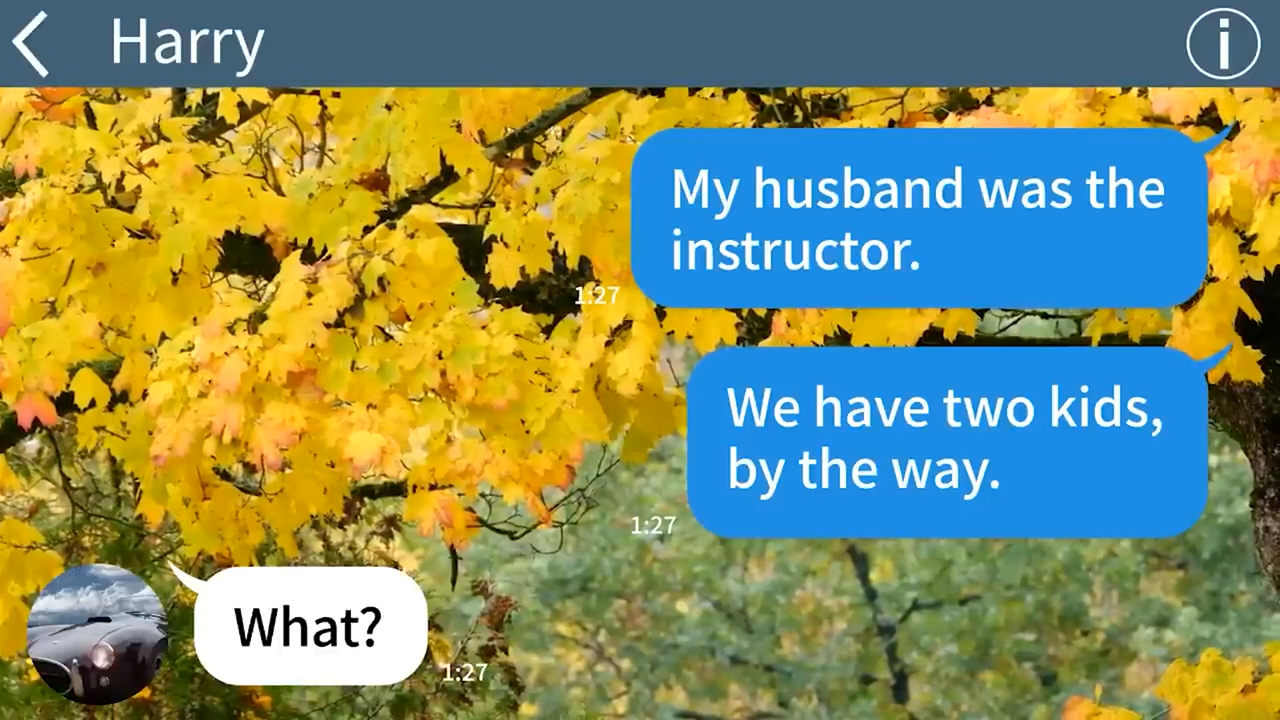 Harry
My husband was the
instructor.
1:27
We have two kids,
by the way.
1:27
What?
1:27